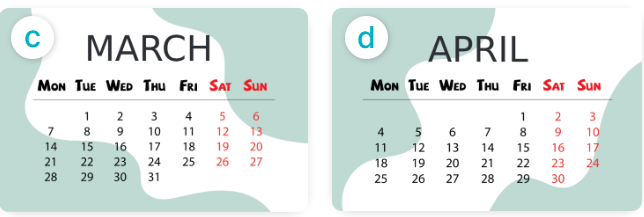 c
MARCH
MON TUE WED THU FRI SAT SUN
1 2 3 4 5 6
7 8 9 10 11 12 13
14 15 16 17 18 19 20
21 22 23 24 25 26 27
28 29 30 31
d
APRIL
MON TUE WED THU FRI SAT SUN
1 2 3
4 5 6 7 8 9 10
11 12 13 14 15 16 17
18 19 20 21 22 23 24
25 26 27 28 29 30